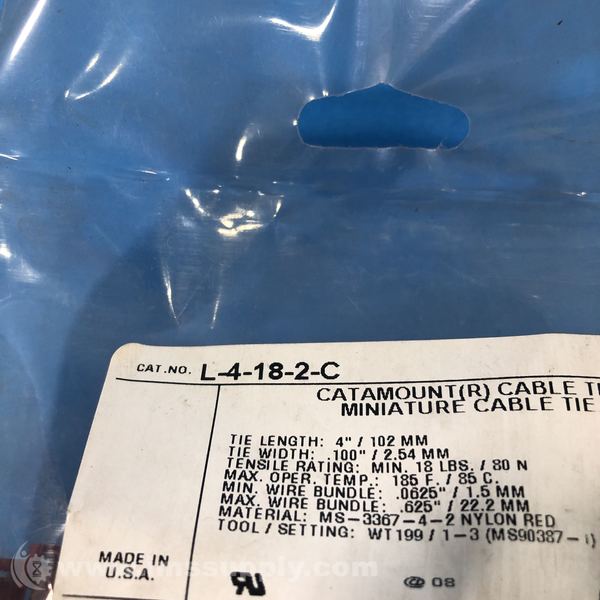 CAT.NO. L-4-18-2-C
CATAMOUNT(R) CABLE TI
MINIATURE CABLE TIE
TIE LENGTH: 4" / 102 MM
TIE WIDTH: .100" / 2.54 MM
TENSILE RATING: MIN. 18 LBS. / 80 N
MAX. OPER. TEMP.: 185 F. / 85 C.
MIN. WIRE BUNDLE: .0625" / 1.5 MM
MAX. WIRE BUNDLE: .625" / 22.2 MM
MATERIAL: MS-3367-4-2 NYLON RED
TOOL / SETTING: WT199 / 1-3 (MS90387-1)
MADE IN
U.S.A.
08